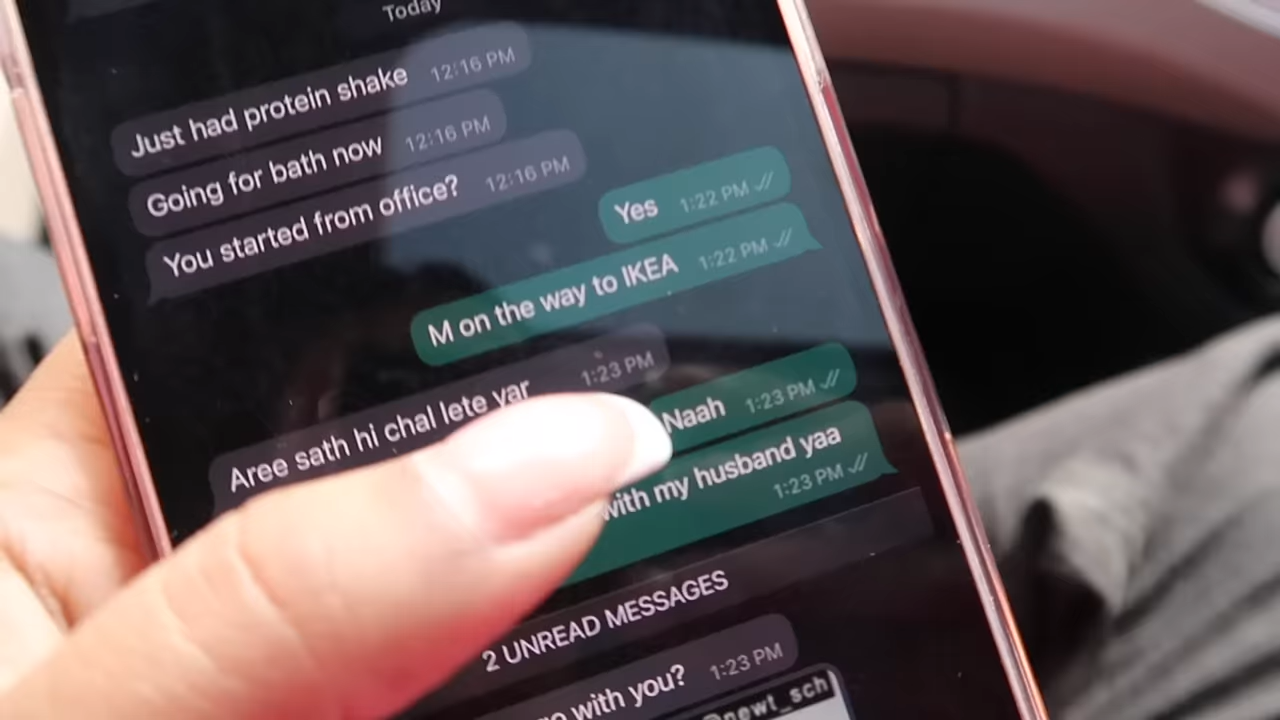 Today
Just had protein shake 12:16 PM
Going for bath now 12:16 PM
You started from office? 12:16 PM
Yes 1:22 PM
M on the way to IKEA 1:22 PM
Aree sath hi chal lete yar 1:23 PM
Naah 1:23 PM
with my husband yaa
1:23 PM
2 UNREAD MESSAGES
with you? 1:23 PM
@newt_sch